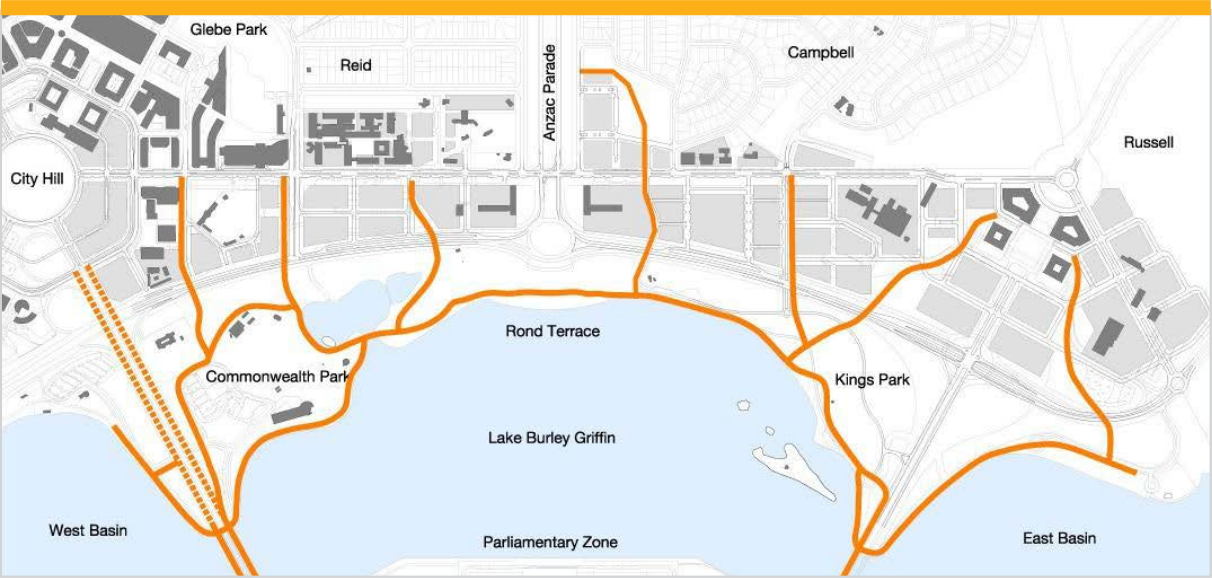 Glebe Park
Reid
Anzac Parade
Campbell
Russell
City Hill
Rond Terrace
Commonwealth Park
Kings Park
Lake Burley Griffin
West Basin
Parliamentary Zone
East Basin